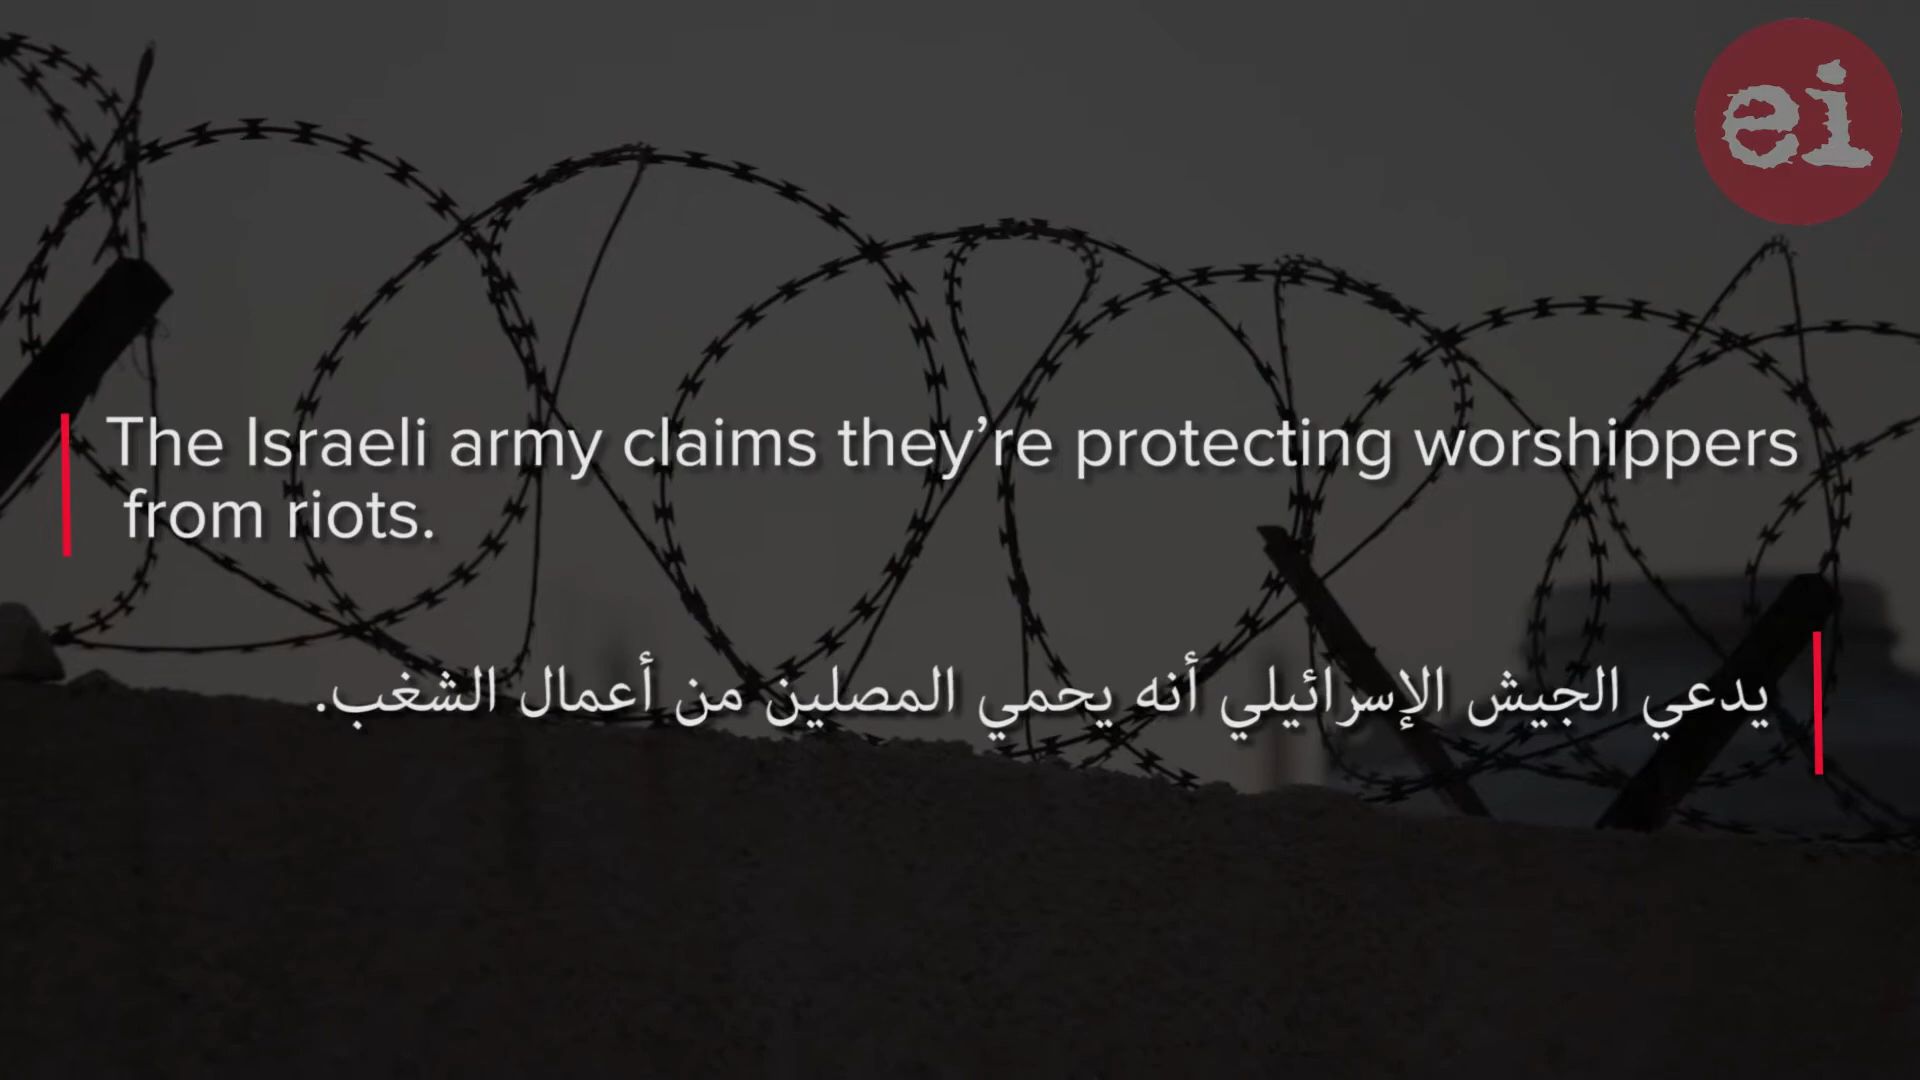 ei
The Israeli army claims they’re protecting worshippers
from riots.
يدعي الجيش الإسرائيلي أنه يحمي المصلين من أعمال الشغب.